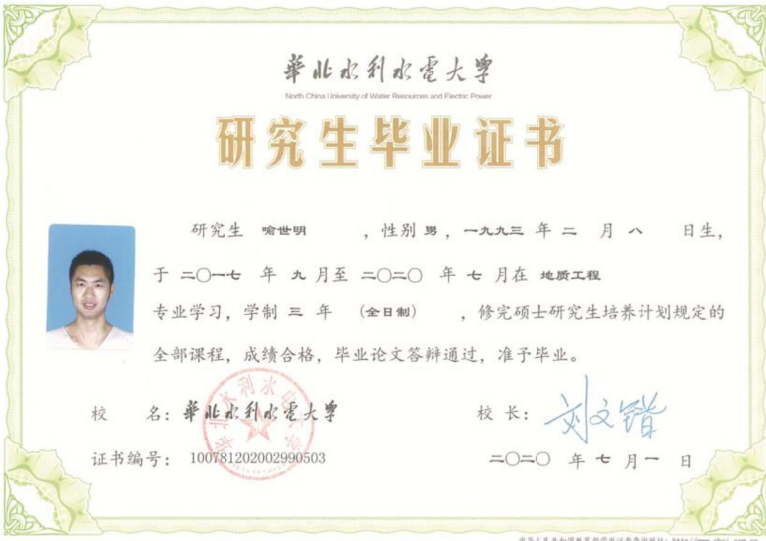 華北水利水電大學
North China University of Water Resources and Electric Power
研究生毕业证书
研究生 喻世明 ，性别 男，一九九三 年 二 月 八 日生，
于 二〇一七 年 九 月至 二〇二〇 年 七 月在 地质工程
专业学习，学制 三 年 （全日制） ，修完硕士研究生培养计划规定的
全部课程，成绩合格，毕业论文答辩通过，准予毕业。
校 名：華北水利水電大學 校 长：刘文锴
证书编号：100781202002990503 二〇二〇 年 七 月 一 日